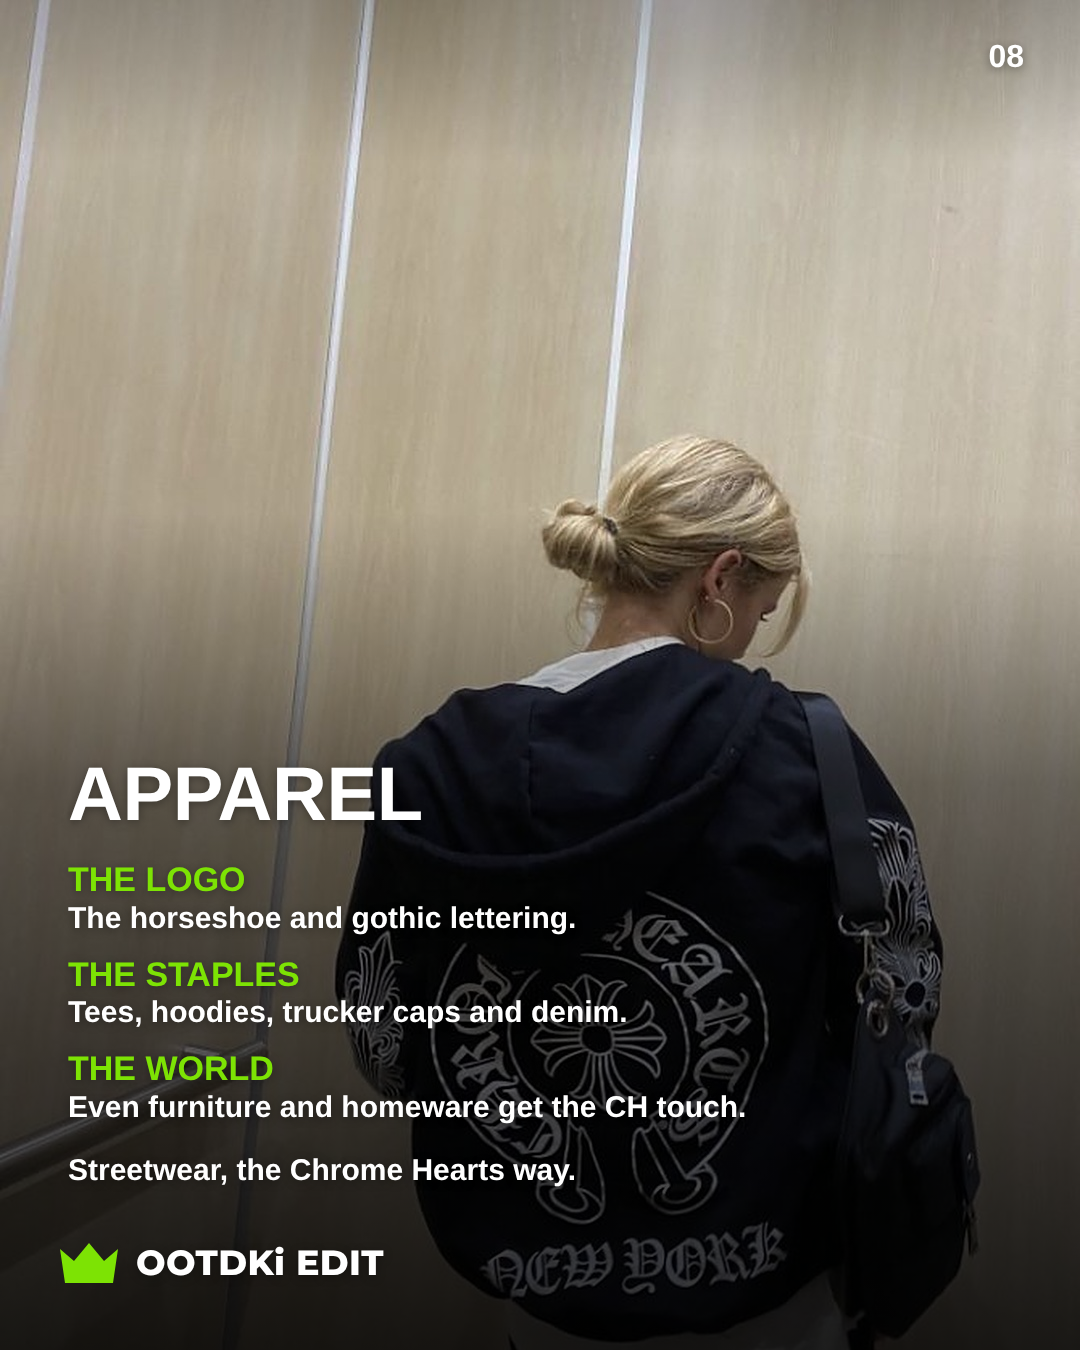 08
APPAREL
THE LOGO
The horseshoe and gothic lettering.
THE STAPLES
Tees, hoodies, trucker caps and denim.
THE WORLD
Even furniture and homeware get the CH touch.
Streetwear, the Chrome Hearts way.
OOTDKi EDIT
HEARTS
NEW YORK